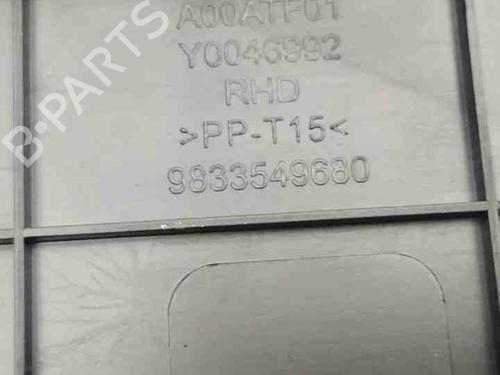 A00ATF01
Y0046992
RHD
>PP-T15<
9833549680
B-PARTS